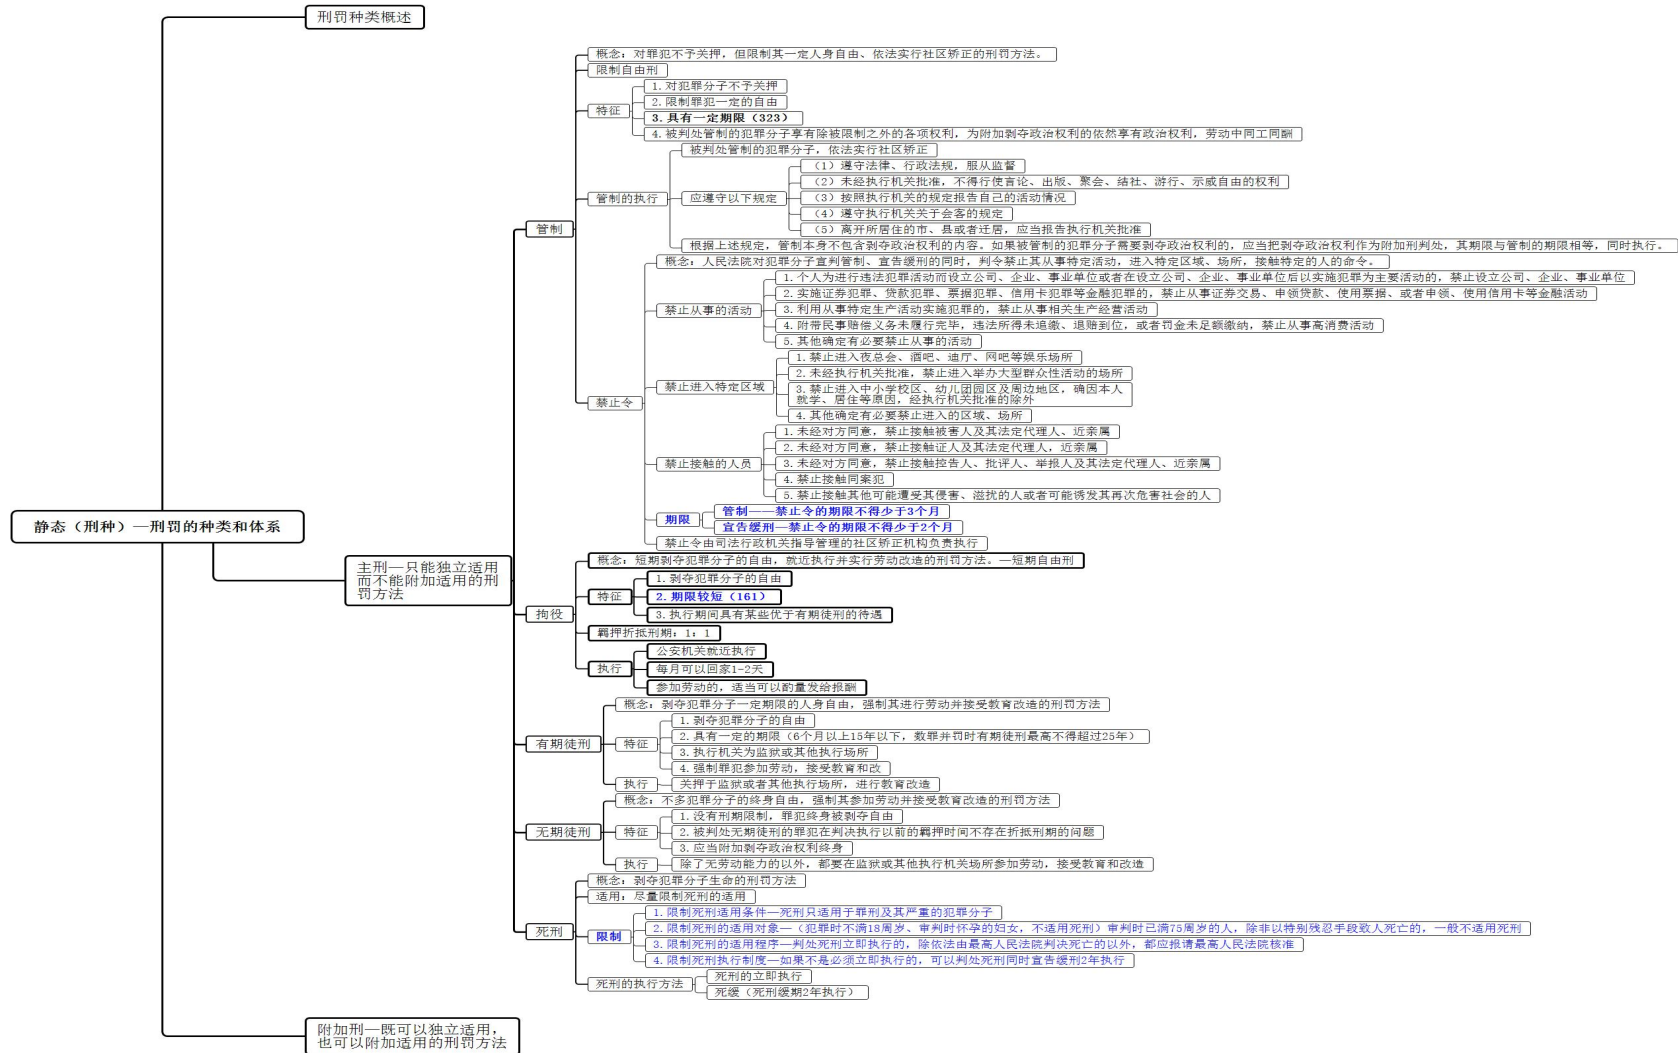 刑罚种类概述
概念：对罪犯不予关押，但限制其一定人身自由、依法实行社区矫正的刑罚方法。
限制自由刑
特征
1.对犯罪分子不予关押
2.限制罪犯一定的自由
3.具有一定期限（323）
4.被判处管制的犯罪分子享有除被限制之外的各项权利，为附加剥夺政治权利的依然享有政治权利，劳动中同工同酬
管制
管制的执行
被判处管制的犯罪分子，依法实行社区矫正
应遵守以下规定
（1）遵守法律、行政法规，服从监督
（2）未经执行机关批准，不得行使言论、出版、聚会、结社、游行、示威自由的权利
（3）按照执行机关的规定报告自己的活动情况
（4）遵守执行机关关于会客的规定
（5）离开所居住的市、县或者迁居，应当报告执行机关批准
根据上述规定，管制本身不包含剥夺政治权利的内容。如果被管制的犯罪分子需要剥夺政治权利的，应当把剥夺政治权利作为附加刑判处，其期限与管制的期限相等，同时执行。
禁止令
概念：人民法院对犯罪分子宣判管制、宣告缓刑的同时，判令禁止其从事特定活动，进入特定区域、场所，接触特定的人的命令。
禁止从事的活动
1.个人为进行违法犯罪活动而设立公司、企业、事业单位或者在设立公司、企业、事业单位后以实施犯罪为主要活动的，禁止设立公司、企业、事业单位
2.实施证券犯罪、贷款犯罪、票据犯罪、信用卡犯罪等金融犯罪的，禁止从事证券交易、申领贷款、使用票据、或者申领、使用信用卡等金融活动
3.利用从事特定生产活动实施犯罪的，禁止从事相关生产经营活动
4.附带民事赔偿义务未履行完毕，违法所得未追缴、退赔到位，或者罚金未足额缴纳，禁止从事高消费活动
5.其他确定有必要禁止从事的活动
禁止进入特定区域
1.禁止进入夜总会、酒吧、迪厅、网吧等娱乐场所
2.未经执行机关批准，禁止进入举办大型群众性活动的场所
3.禁止进入中小学校区、幼儿团园区及周边地区，确因本人
就学、居住等原因，经执行机关批准的除外
4.其他确定有必要禁止进入的区域、场所
禁止接触的人员
1.未经对方同意，禁止接触被害人及其法定代理人、近亲属
2.未经对方同意，禁止接触证人及其法定代理人，近亲属
3.未经对方同意，禁止接触控告人、批评人、举报人及其法定代理人、近亲属
4.禁止接触同案犯
5.禁止接触其他可能遭受其侵害、滋扰的人或者可能诱发其再次危害社会的人
期限
管制——禁止令的期限不得少于3个月
宣告缓刑—禁止令的期限不得少于2个月
禁止令由司法行政机关指导管理的社区矫正机构负责执行
静态（刑种）—刑罚的种类和体系
主刑—只能独立适用
而不能附加适用的刑
罚方法
拘役
概念：短期剥夺犯罪分子的自由，就近执行并实行劳动改造的刑罚方法。—短期自由刑
特征
1.剥夺犯罪分子的自由
2.期限较短（161）
3.执行期间具有某些优于有期徒刑的待遇
羁押折抵刑期：1：1
执行
公安机关就近执行
每月可以回家1-2天
参加劳动的，适当可以酌量发给报酬
有期徒刑
概念：剥夺犯罪分子一定期限的人身自由，强制其进行劳动并接受教育改造的刑罚方法
特征
1.剥夺犯罪分子的自由
2.具有一定的期限（6个月以上15年以下，数罪并罚时有期徒刑最高不得超过25年）
3.执行机关为监狱或其他执行场所
4.强制罪犯参加劳动，接受教育和改
执行
关押于监狱或者其他执行场所，进行教育改造
无期徒刑
概念：不多犯罪分子的终身自由，强制其参加劳动并接受教育改造的刑罚方法
特征
1.没有刑期限制，罪犯终身被剥夺自由
2.被判处无期徒刑的罪犯在判决执行以前的羁押时间不存在折抵刑期的问题
3.应当附加剥夺政治权利终身
执行
除了无劳动能力的以外，都要在监狱或其他执行机关场所参加劳动，接受教育和改造
死刑
概念：剥夺犯罪分子生命的刑罚方法
适用：尽量限制死刑的适用
限制
1.限制死刑适用条件—死刑只适用于罪刑及其严重的犯罪分子
2.限制死刑的适用对象—（犯罪时不满18周岁、审判时怀孕的妇女，不适用死刑）审判时已满75周岁的人，除非以特别残忍手段致人死亡的，一般不适用死刑
3.限制死刑的适用程序—判处死刑立即执行的，除依法由最高人民法院判决死亡的以外，都应报请最高人民法院核准
4.限制死刑执行制度—如果不是必须立即执行的，可以判处死刑同时宣告缓刑2年执行
死刑的执行方法
死刑的立即执行
死缓（死刑缓期2年执行）
附加刑—既可以独立适用，
也可以附加适用的刑罚方法